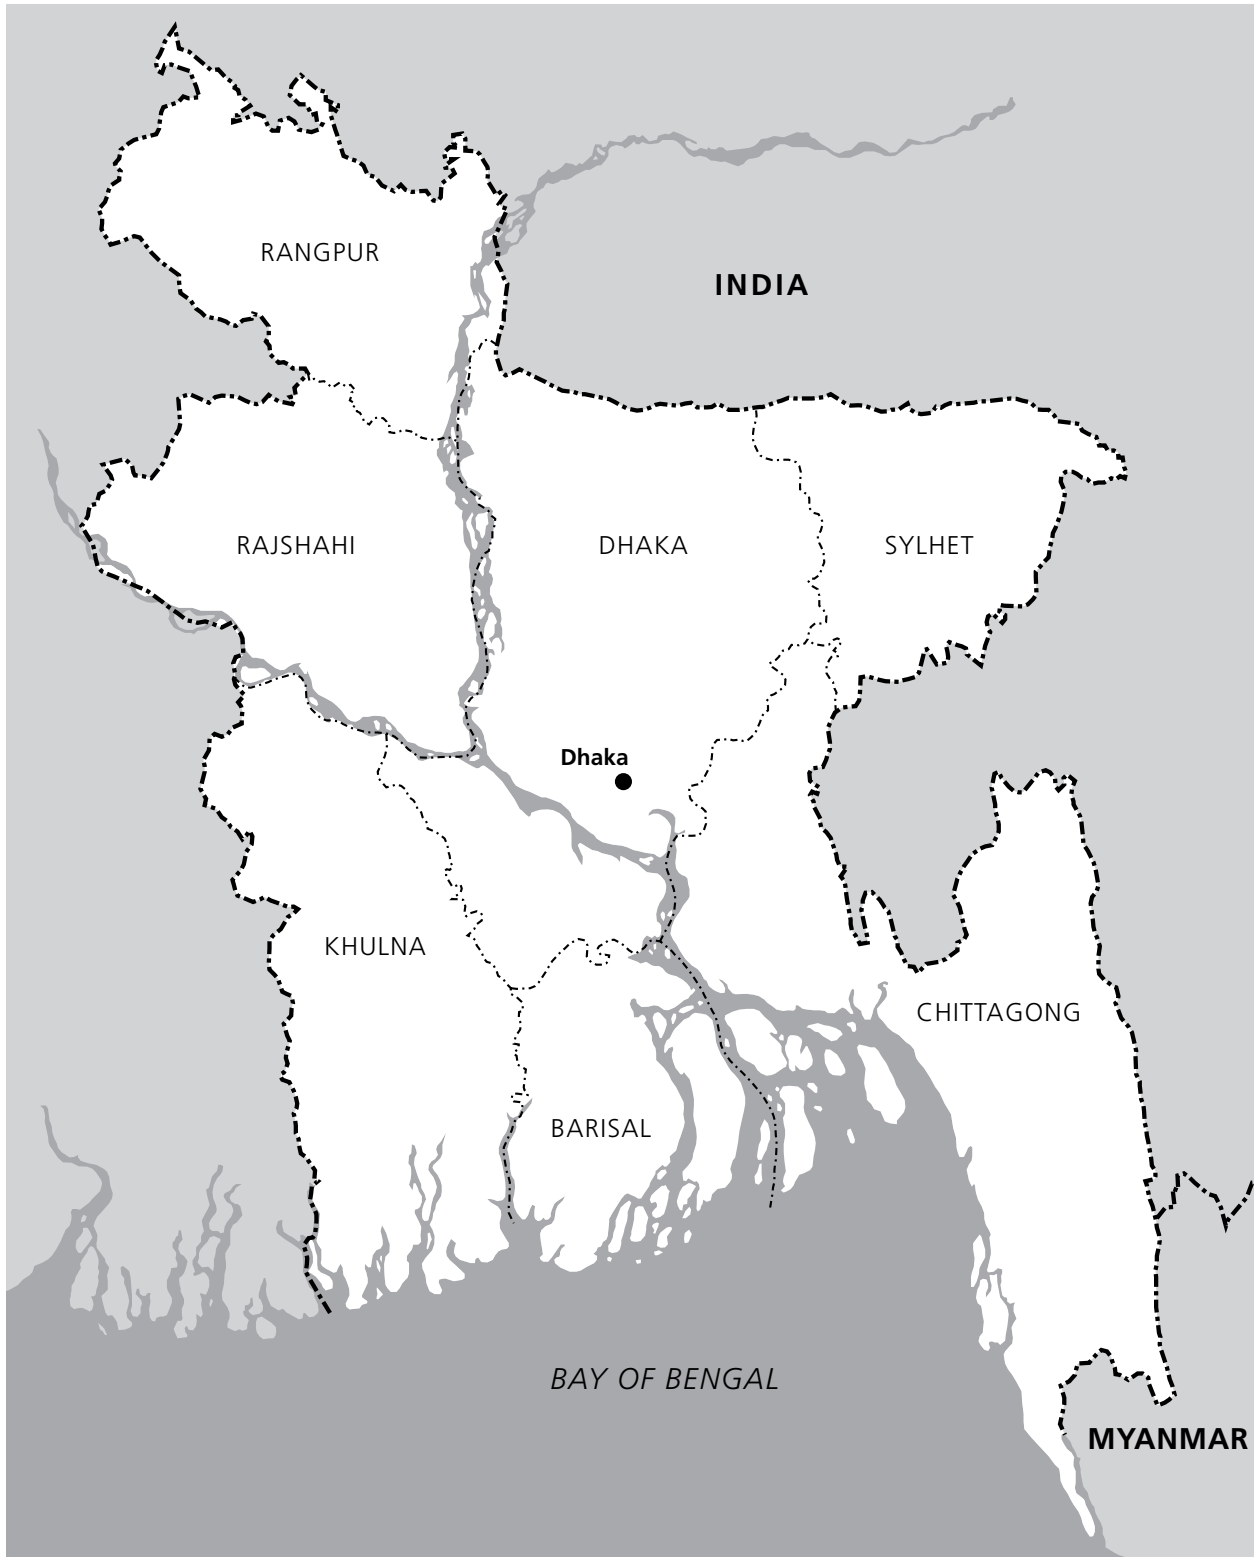 RANGPUR
INDIA
RAJSHAHI
DHAKA
SYLHET
Dhaka
KHULNA
CHITTAGONG
BARISAL
BAY OF BENGAL
MYANMAR